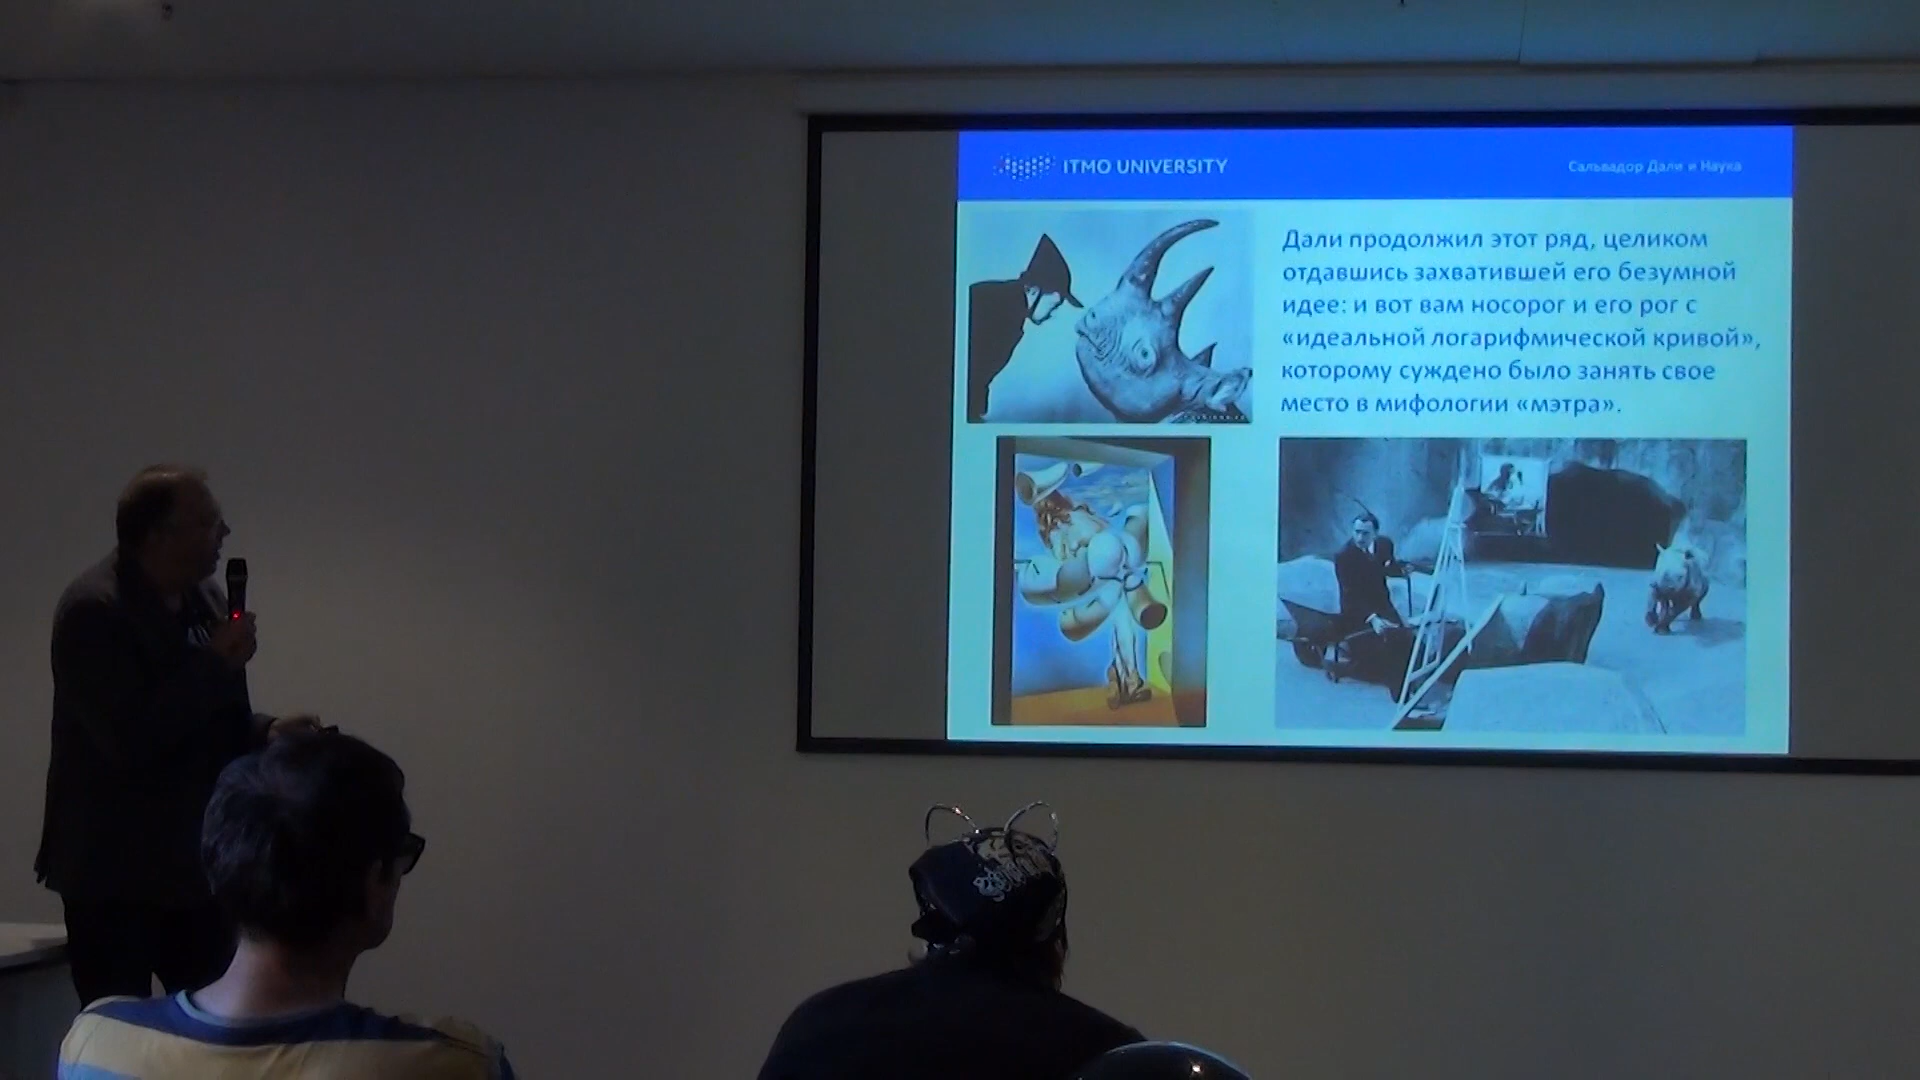 ITMO UNIVERSITY
Сальвадор Дали и Наука
Дали продолжил этот ряд, целиком
отдавшись захватившей его безумной
идее: и вот вам носорог и его рог с
«идеальной логарифмической кривой»,
которому суждено было занять свое
место в мифологии «мэтра».